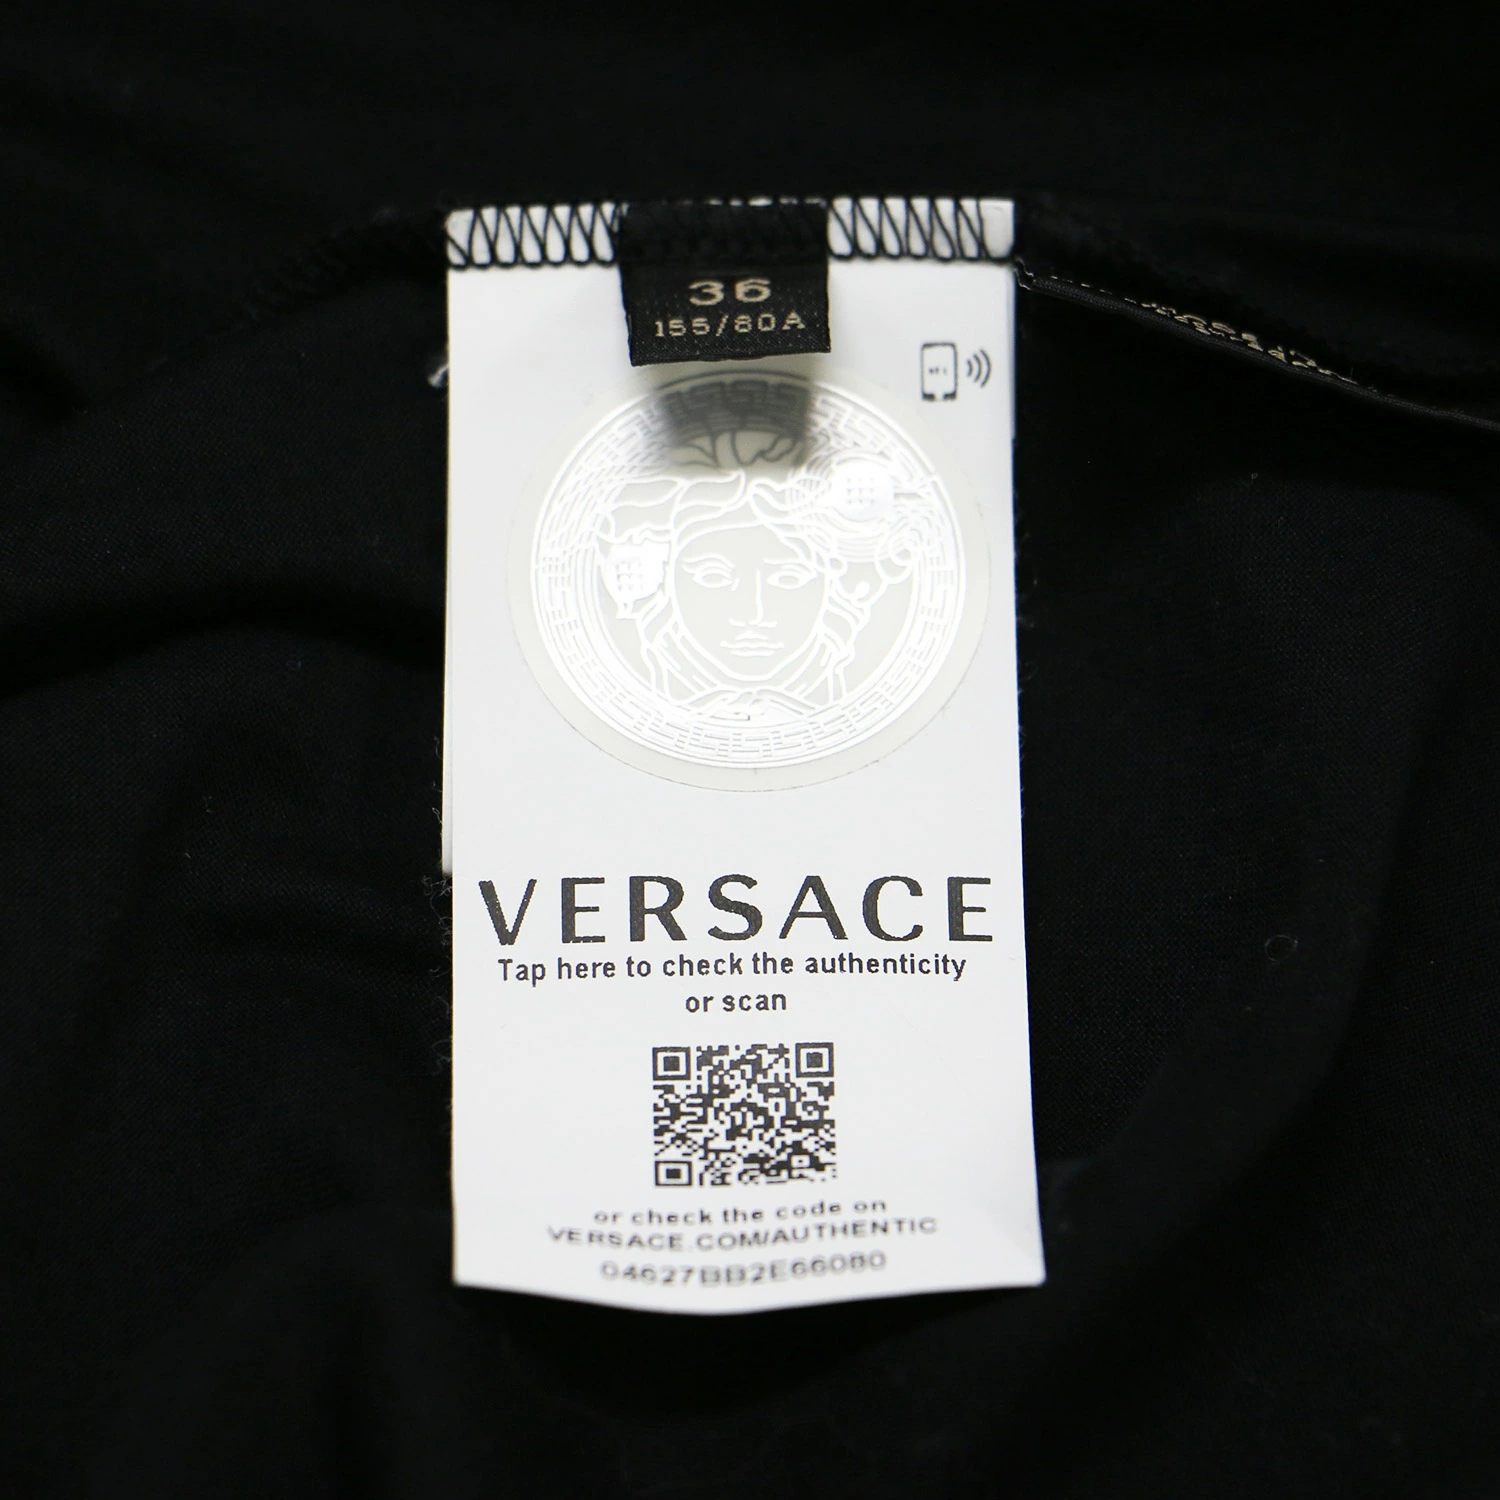 36
155/80A
VERSACE
Tap here to check the authenticity
or scan
or check the code on
VERSACE.COM/AUTHENTIC
04627BB2E66080